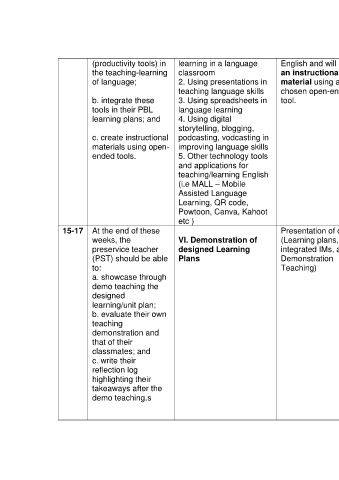 (productivity tools) in
the teaching-learning
of language;
b. integrate these
tools in their PBL
learning plans; and
c. create instructional
materials using open-
ended tools.
learning in a language
classroom
2. Using presentations in
teaching language skills
3. Using spreadsheets in
language learning
4. Using digital
storytelling, blogging,
podcasting, vodcasting in
improving language skills
5. Other technology tools
and applications for
teaching/learning English
(i.e MALL – Mobile
Assisted Language
Learning, QR code,
Powtoon, Canva, Kahoot
etc )
English and will
an instructiona
material using a
chosen open-en
tool.
15-17
At the end of these
weeks, the
preservice teacher
(PST) should be able
to:
a. showcase through
demo teaching the
designed
learning/unit plan;
b. evaluate their own
teaching
demonstration and
that of their
classmates; and
c. write their
reflection log
highlighting their
takeaways after the
demo teaching.s
VI. Demonstration of
designed Learning
Plans
Presentation of
(Learning plans,
integrated IMs, a
Demonstration
Teaching)